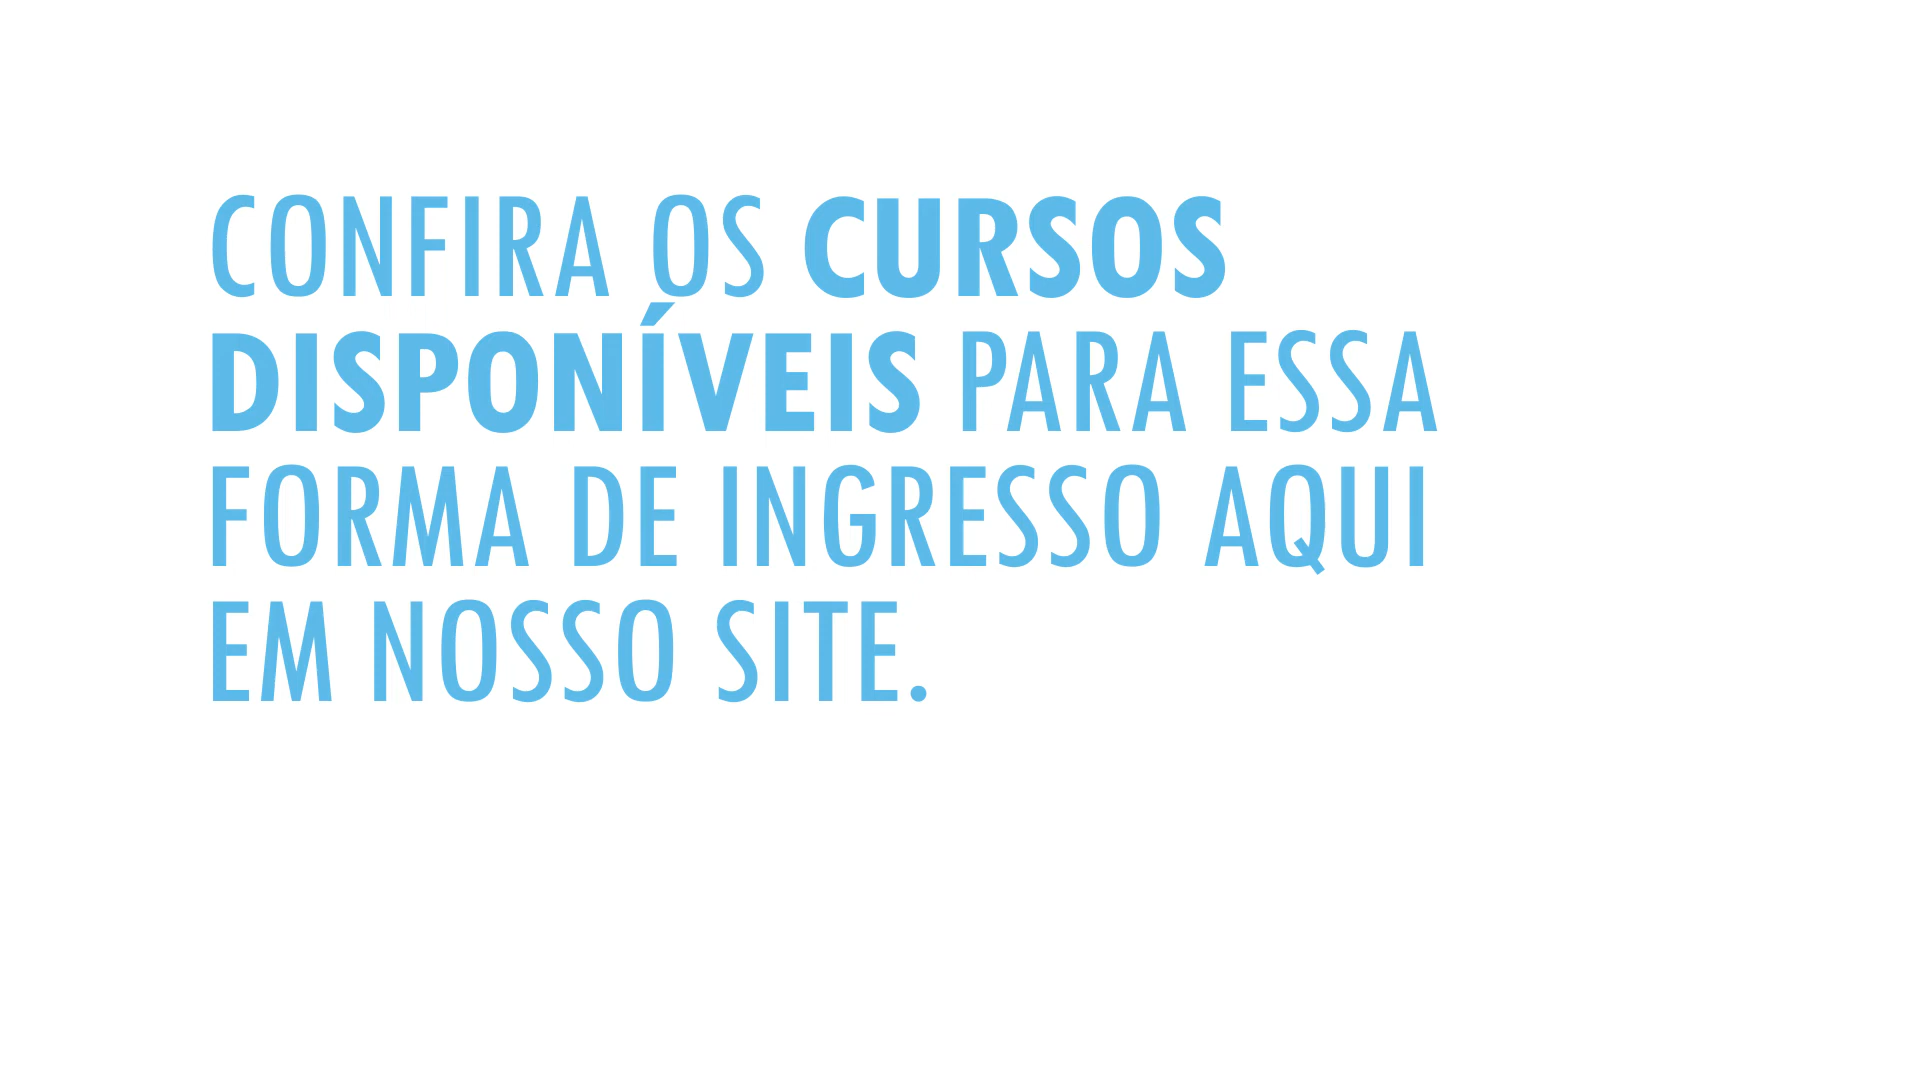 CONFIRA OS CURSOS
DISPONÍVEIS PARA ESSA
FORMA DE INGRESSO AQUI
EM NOSSO SITE.